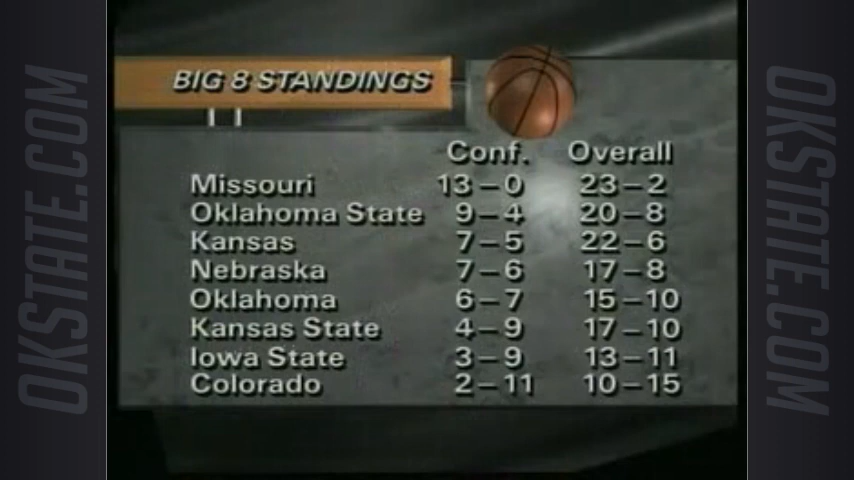 BIG 8 STANDINGS
Conf. Overall
Missouri 13-0 23-2
Oklahoma State 9-4 20-8
Kansas 7-5 22-6
Nebraska 7-6 17-8
Oklahoma 6-7 15-10
Kansas State 4-9 17-10
Iowa State 3-9 13-11
Colorado 2-11 10-15
OKSTATE.COM
OKSTATE.COM